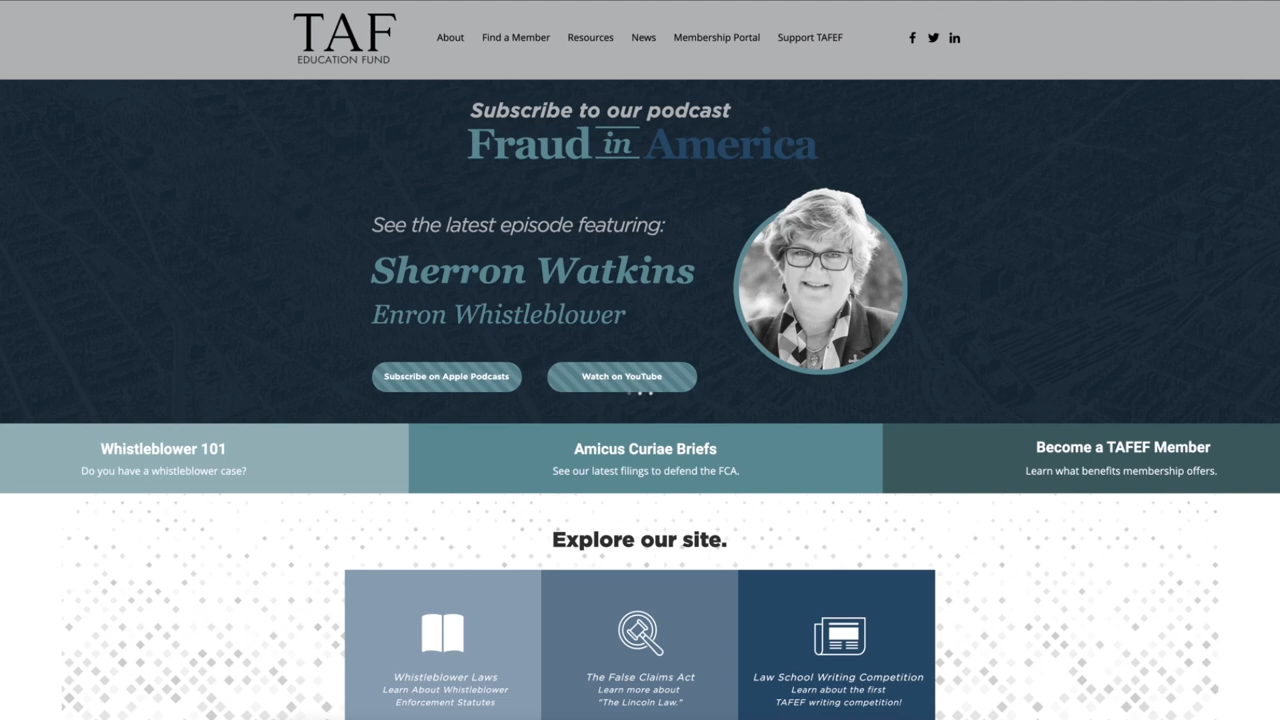 TAF
EDUCATION FUND
About
Find a Member
Resources
News
Membership Portal
Support TAFEF
Subscribe to our podcast
Fraud in America
See the latest episode featuring:
Sherron Watkins
Enron Whistleblower
Subscribe on Apple Podcasts
Watch on YouTube
Whistleblower 101
Do you have a whistleblower case?
Amicus Curiae Briefs
See our latest filings to defend the FCA.
Become a TAFEF Member
Learn what benefits membership offers.
Explore our site.
Whistleblower Laws
Learn About Whistleblower
Enforcement Statutes
The False Claims Act
Learn more about
"The Lincoln Law."
Law School Writing Competition
Learn about the first
TAFEF writing competition!